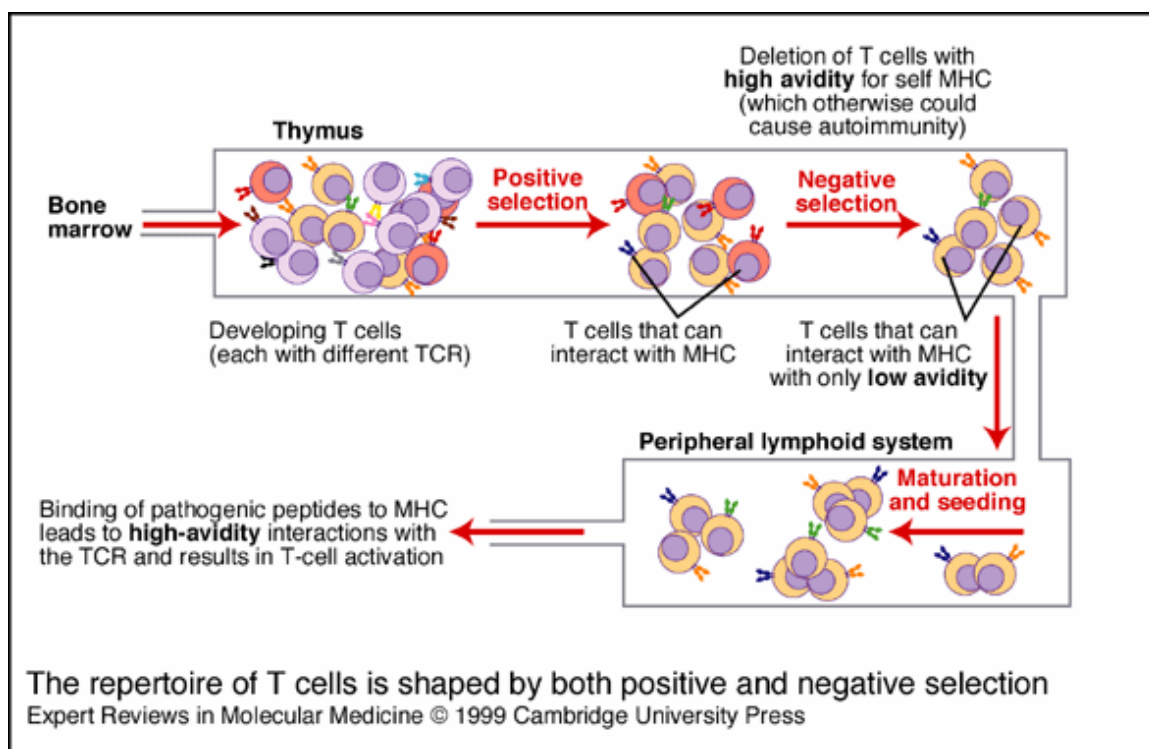 Deletion of T cells with
high avidity for self MHC
(which otherwise could
cause autoimmunity)
Thymus
Bone
marrow
Positive
selection
Negative
selection
Developing T cells
(each with different TCR)
T cells that can
interact with MHC
T cells that can
interact with MHC
with only low avidity
Peripheral lymphoid system
Maturation
and seeding
Binding of pathogenic peptides to MHC
leads to high-avidity interactions with
the TCR and results in T-cell activation
The repertoire of T cells is shaped by both positive and negative selection
Expert Reviews in Molecular Medicine © 1999 Cambridge University Press